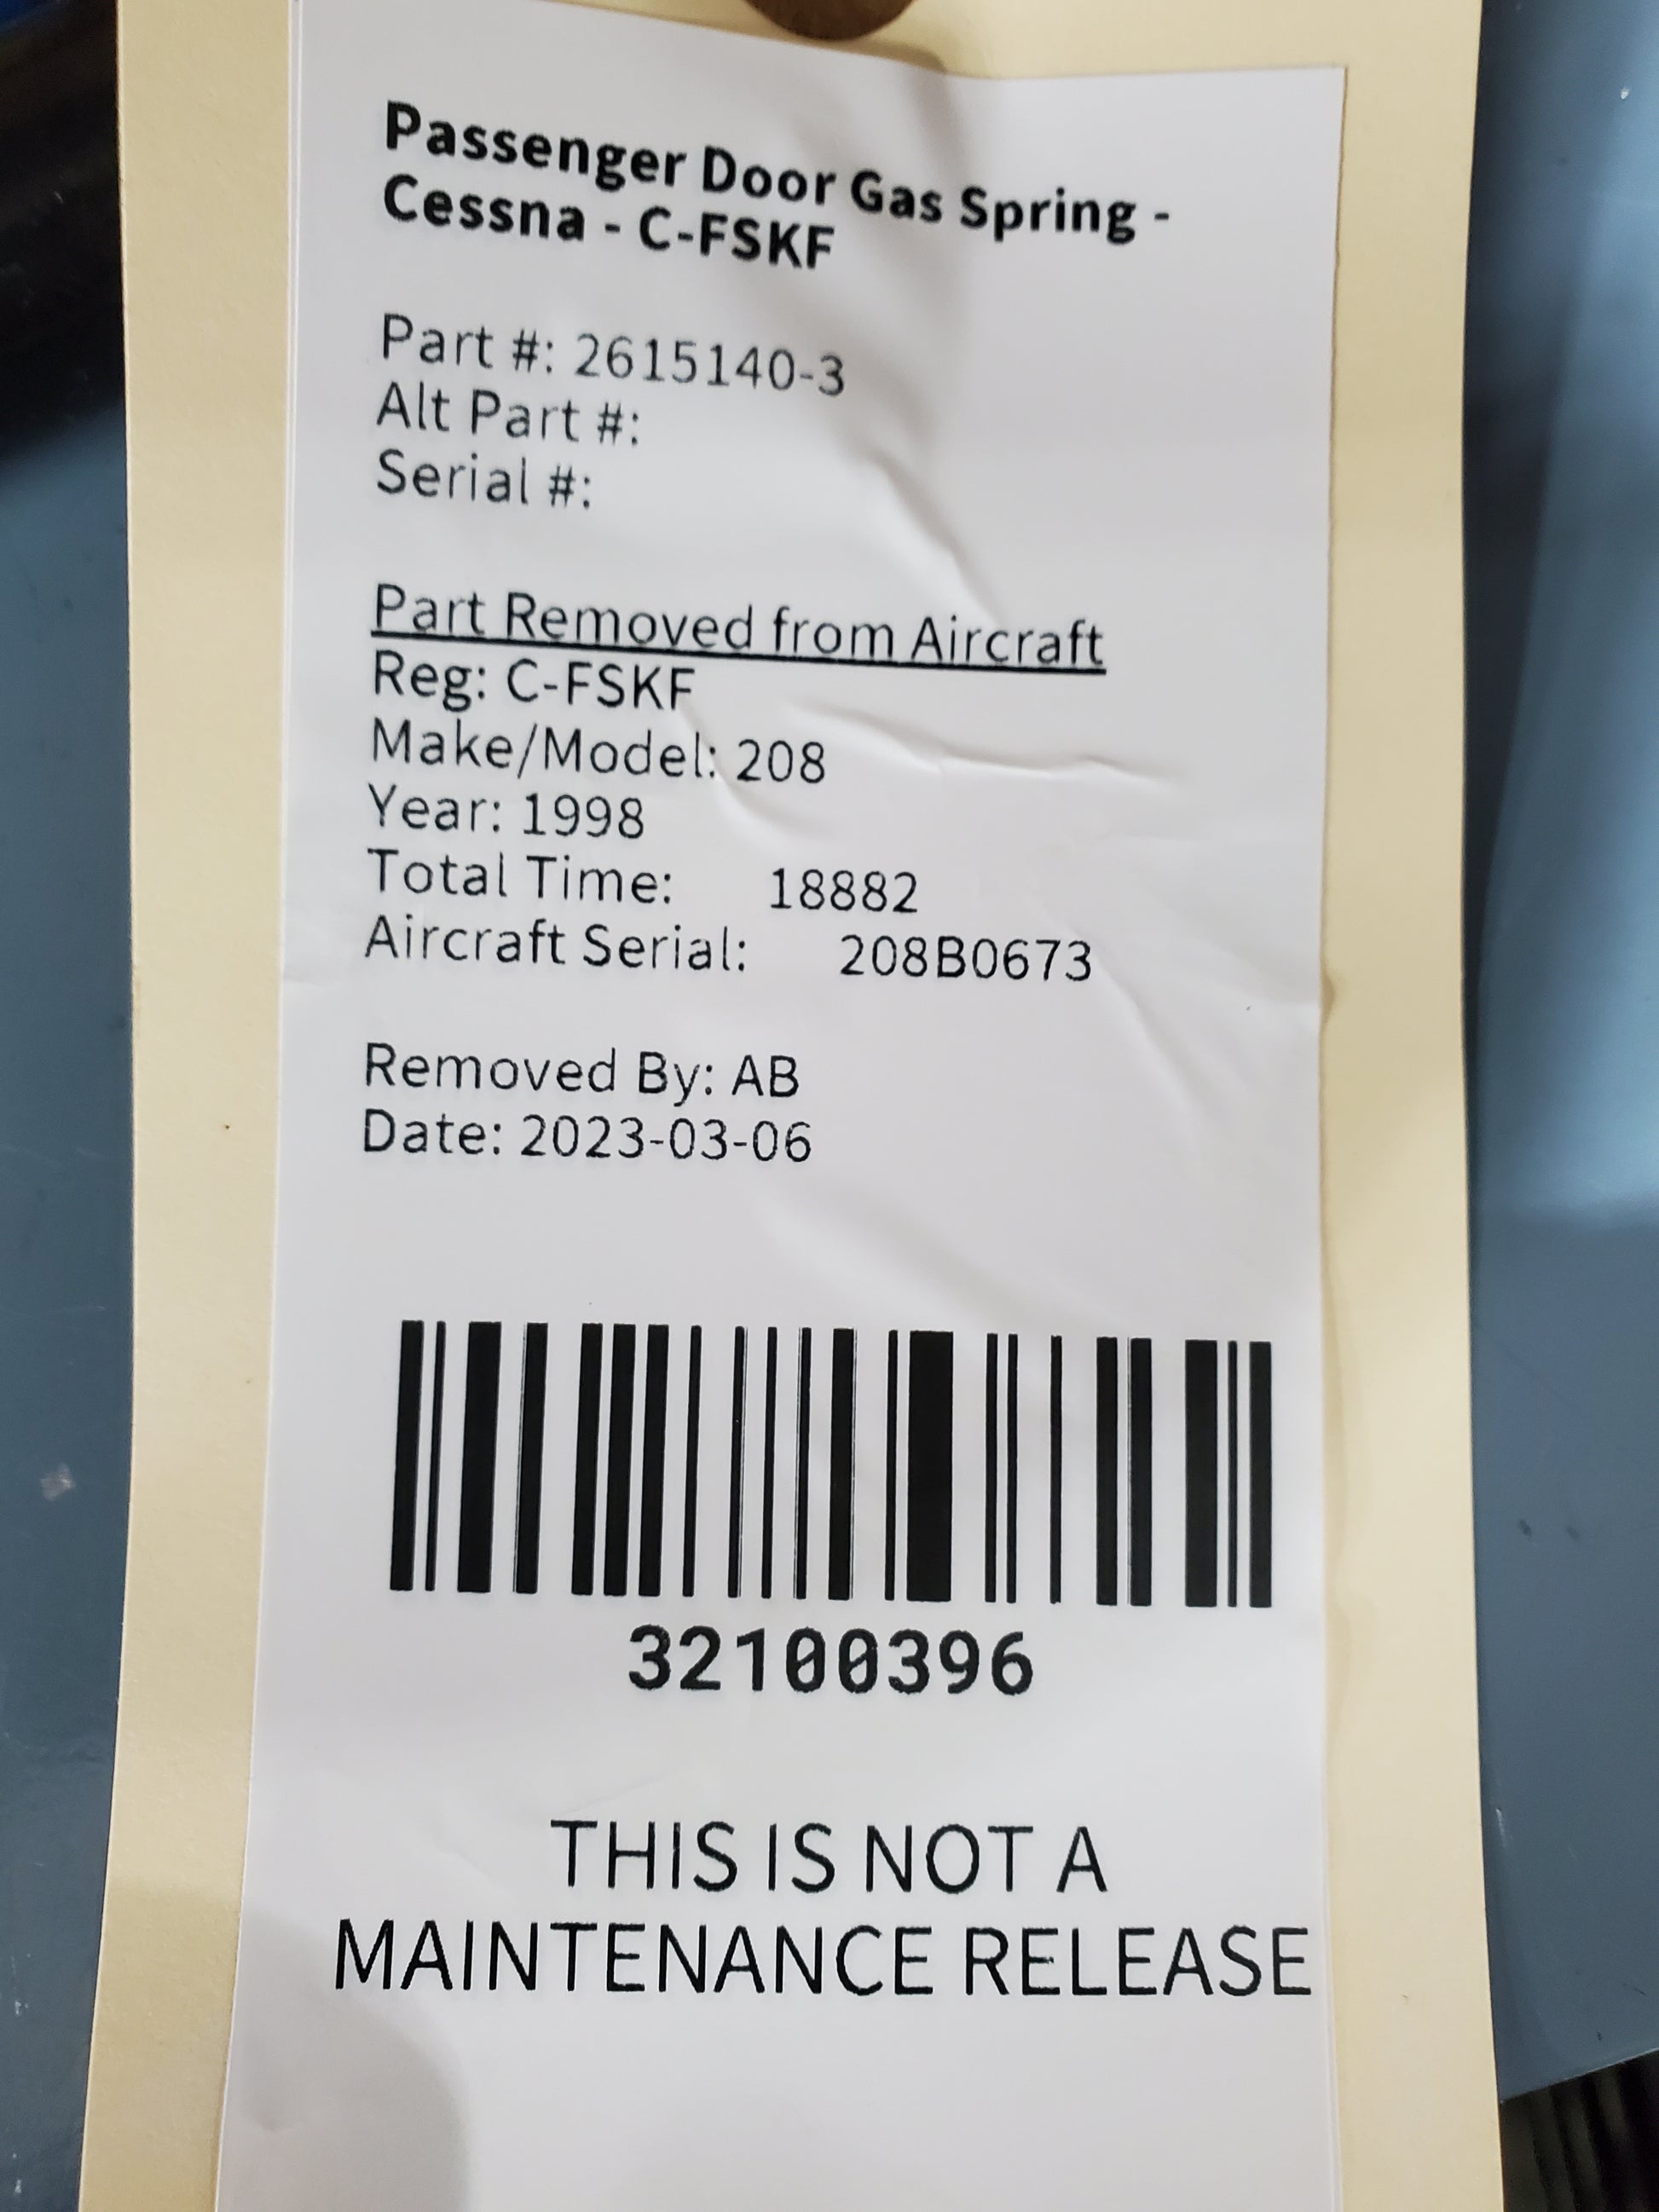 Passenger Door Gas Spring -
Cessna - C-FSKF
Part #: 2615140-3
Alt Part #:
Serial #:
Part Removed from Aircraft
Reg: C-FSKF
Make/Model: 208
Year: 1998
Total Time: 18882
Aircraft Serial: 208B0673
Removed By: AB
Date: 2023-03-06
32100396
THIS IS NOT A
MAINTENANCE RELEASE